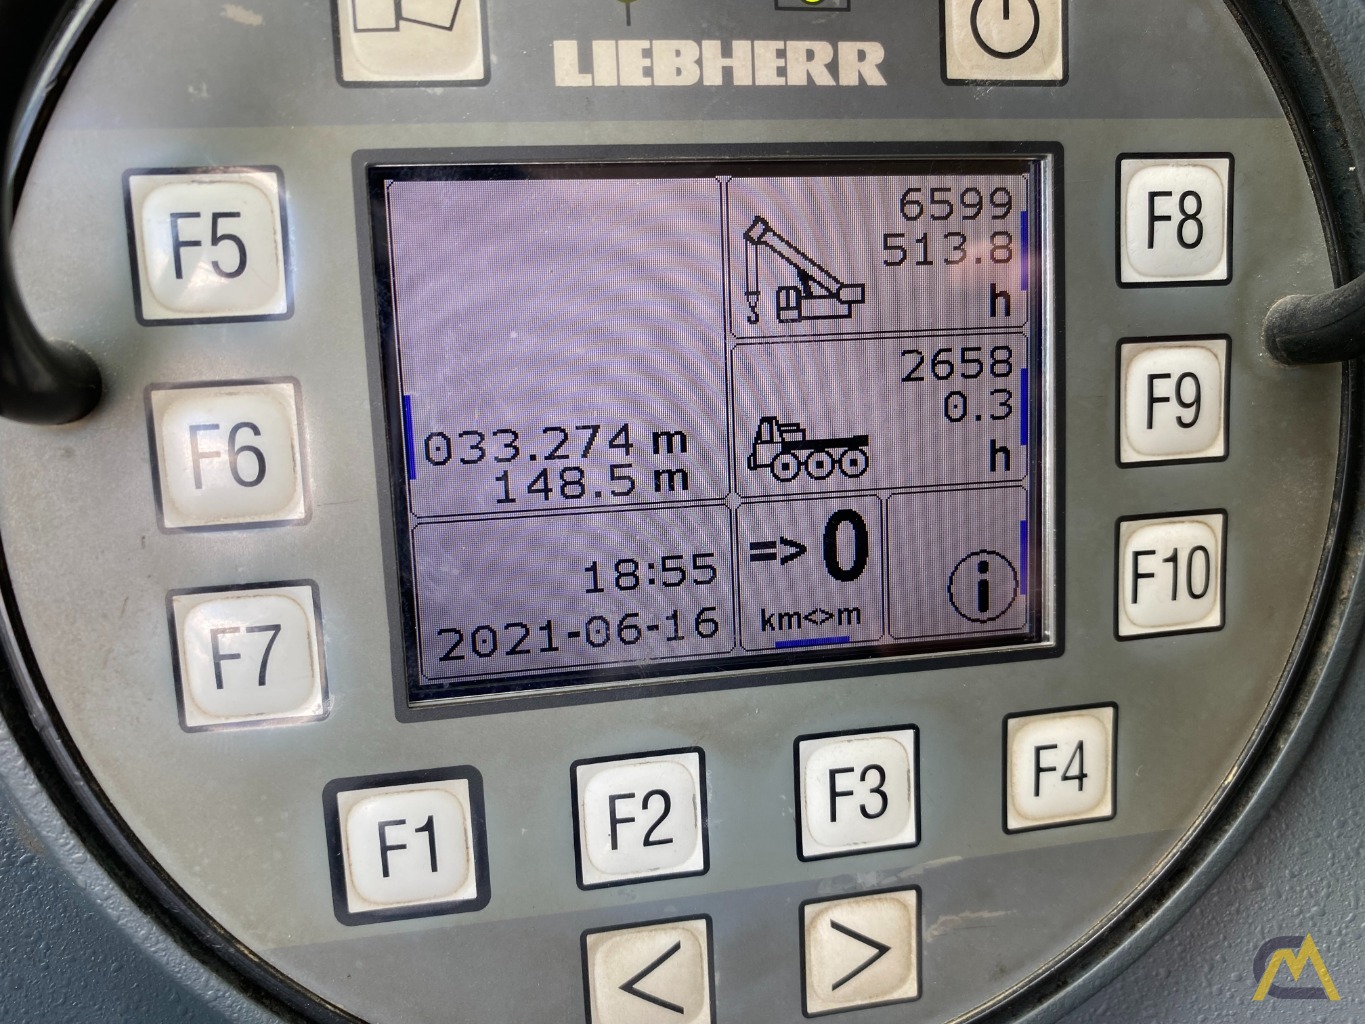 LIEBHERR
F5
F6
F7
F8
F9
F10
6599
513.8
h
2658
0.3
h
033.274 m
148.5 m
18:55
2021-06-16
=> 0
km<>m
i
F1
F2
F3
F4
<
>
CM